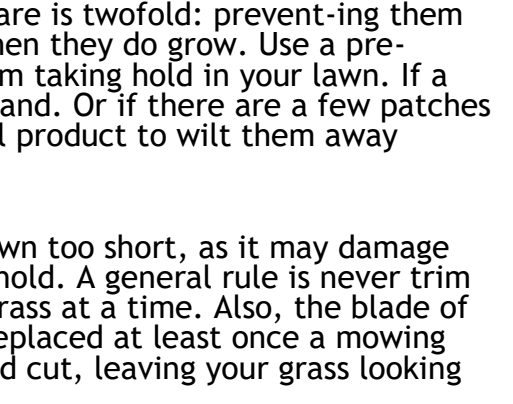 are is twofold: prevent-ing them
en they do grow. Use a pre-
m taking hold in your lawn. If a
and. Or if there are a few patches
l product to wilt them away
wn too short, as it may damage
hold. A general rule is never trim
rass at a time. Also, the blade of
eplaced at least once a mowing
d cut, leaving your grass looking